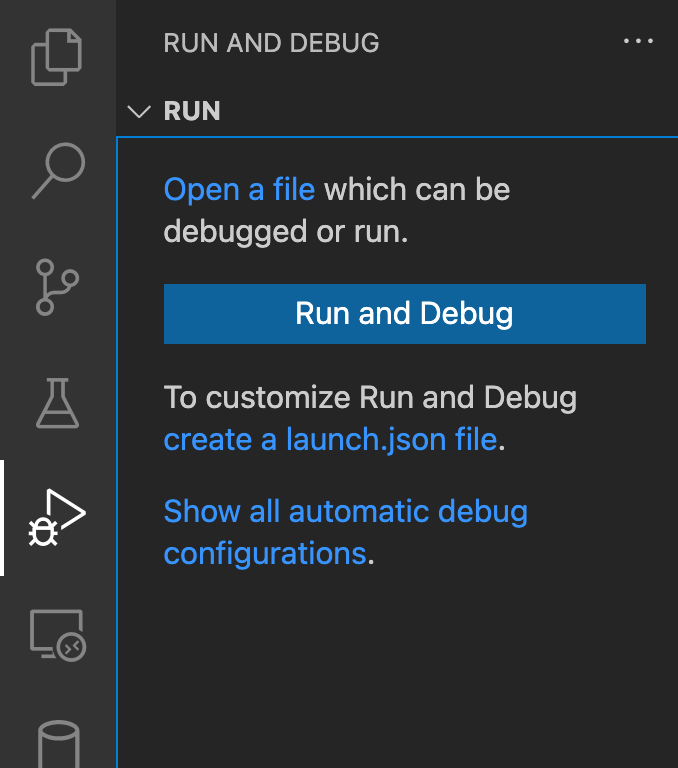 RUN AND DEBUG
RUN
Open a file which can be
debugged or run.
Run and Debug
To customize Run and Debug
create a launch.json file.
Show all automatic debug
configurations.